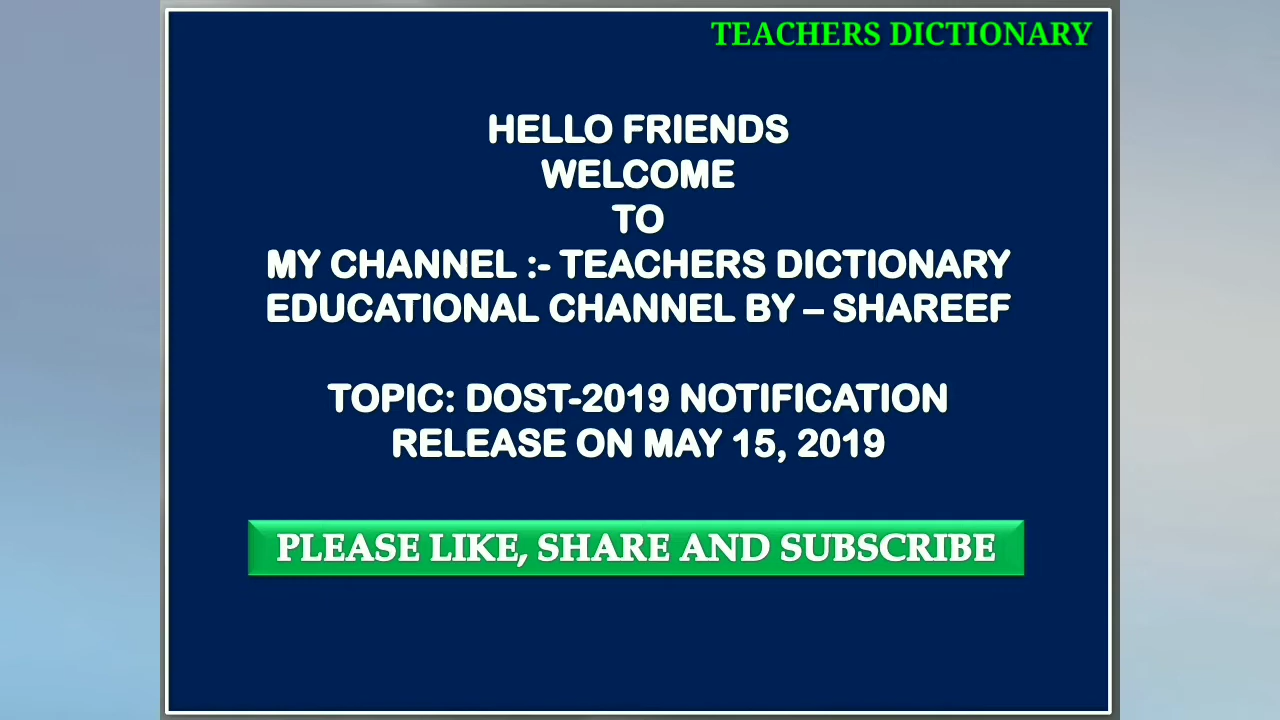 TEACHERS DICTIONARY
HELLO FRIENDS
WELCOME
TO
MY CHANNEL :- TEACHERS DICTIONARY
EDUCATIONAL CHANNEL BY – SHAREEF
TOPIC: DOST-2019 NOTIFICATION
RELEASE ON MAY 15, 2019
PLEASE LIKE, SHARE AND SUBSCRIBE